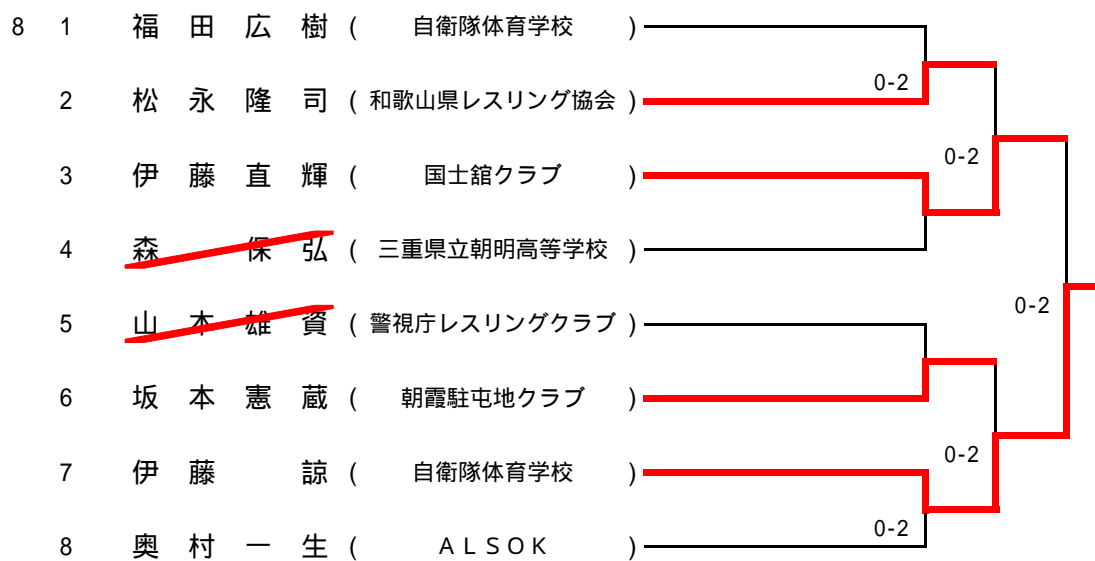 8 1 福田広樹 ( 自衛隊体育学校 )
0-2
2 松永隆司 ( 和歌山県レスリング協会 )
0-2
3 伊藤直輝 ( 国士舘クラブ )
4 森 保弘 ( 三重県立朝明高等学校 )
0-2
5 山本雄資 ( 警視庁レスリングクラブ )
6 坂本憲蔵 ( 朝霞駐屯地クラブ )
0-2
7 伊藤 諒 ( 自衛隊体育学校 )
0-2
8 奥村一生 ( ALSOK )